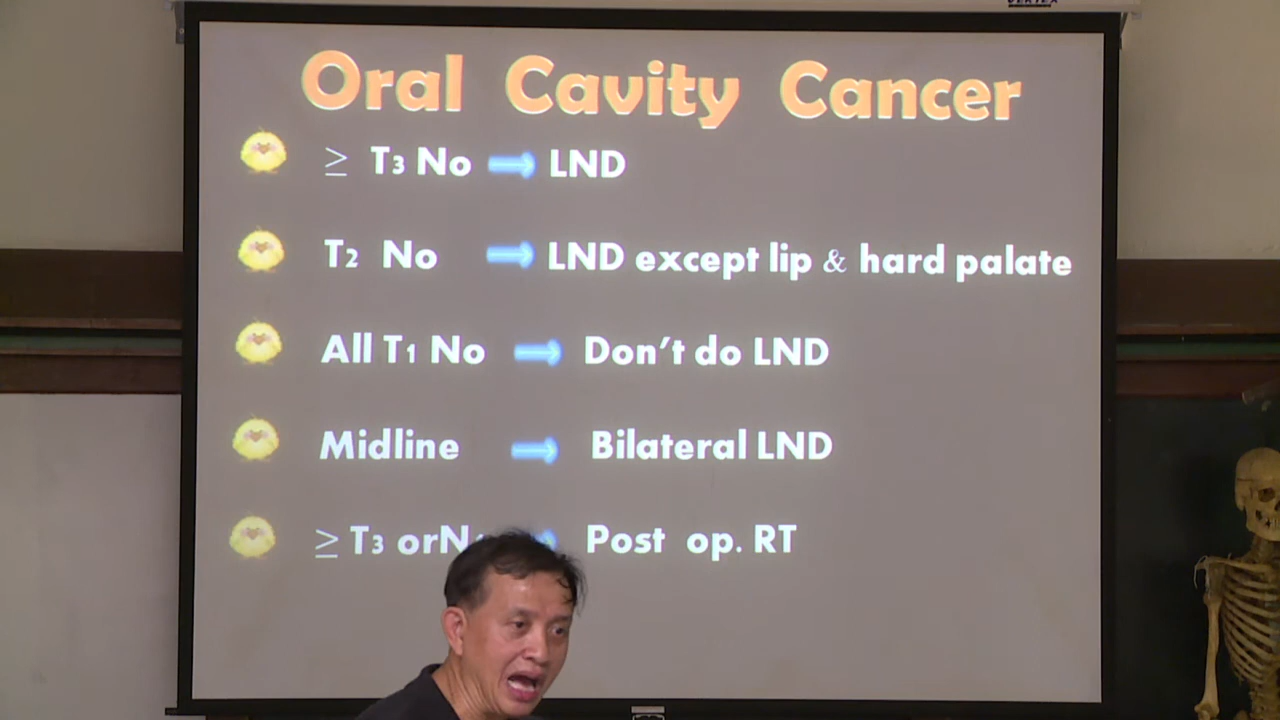 Oral Cavity Cancer
≥ T3 No ➡ LND
T2 No ➡ LND except lip & hard palate
All T1 No ➡ Don't do LND
Midline ➡ Bilateral LND
≥ T3 or Post op. RT